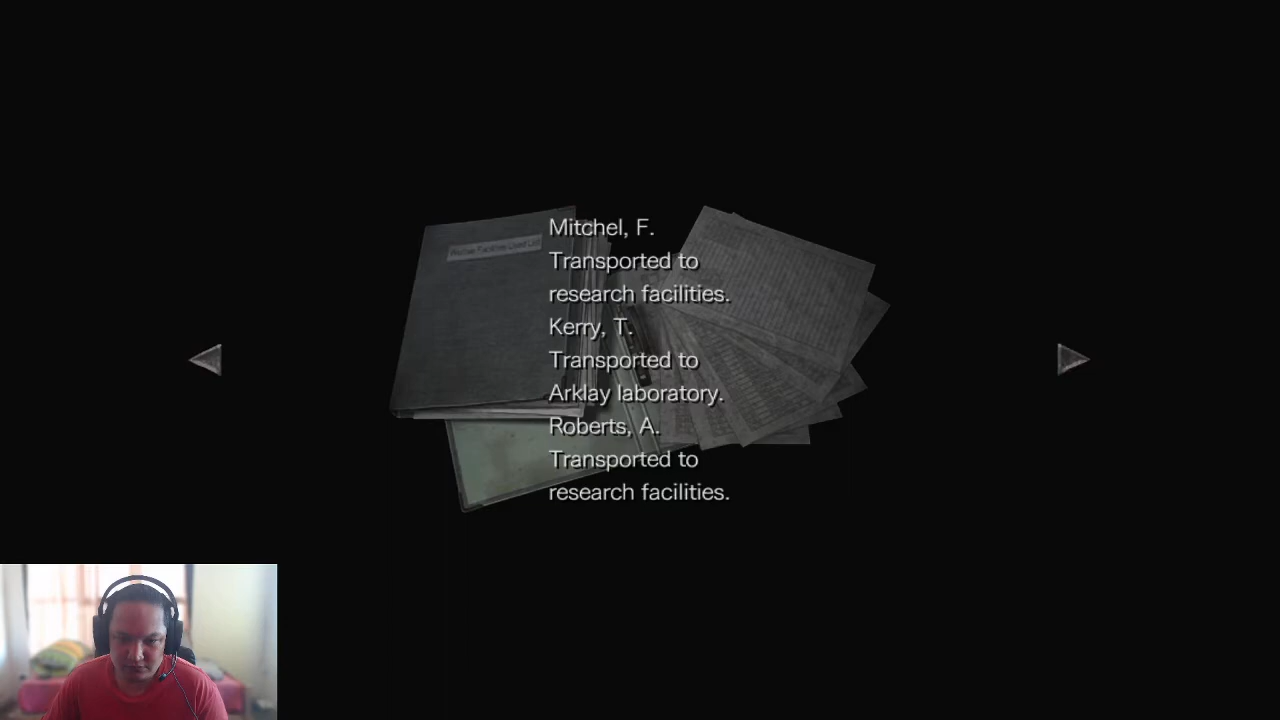 Mitchel, F.
Transported to
research facilities.
Kerry, T.
Transported to
Arklay laboratory.
Roberts, A.
Transported to
research facilities.